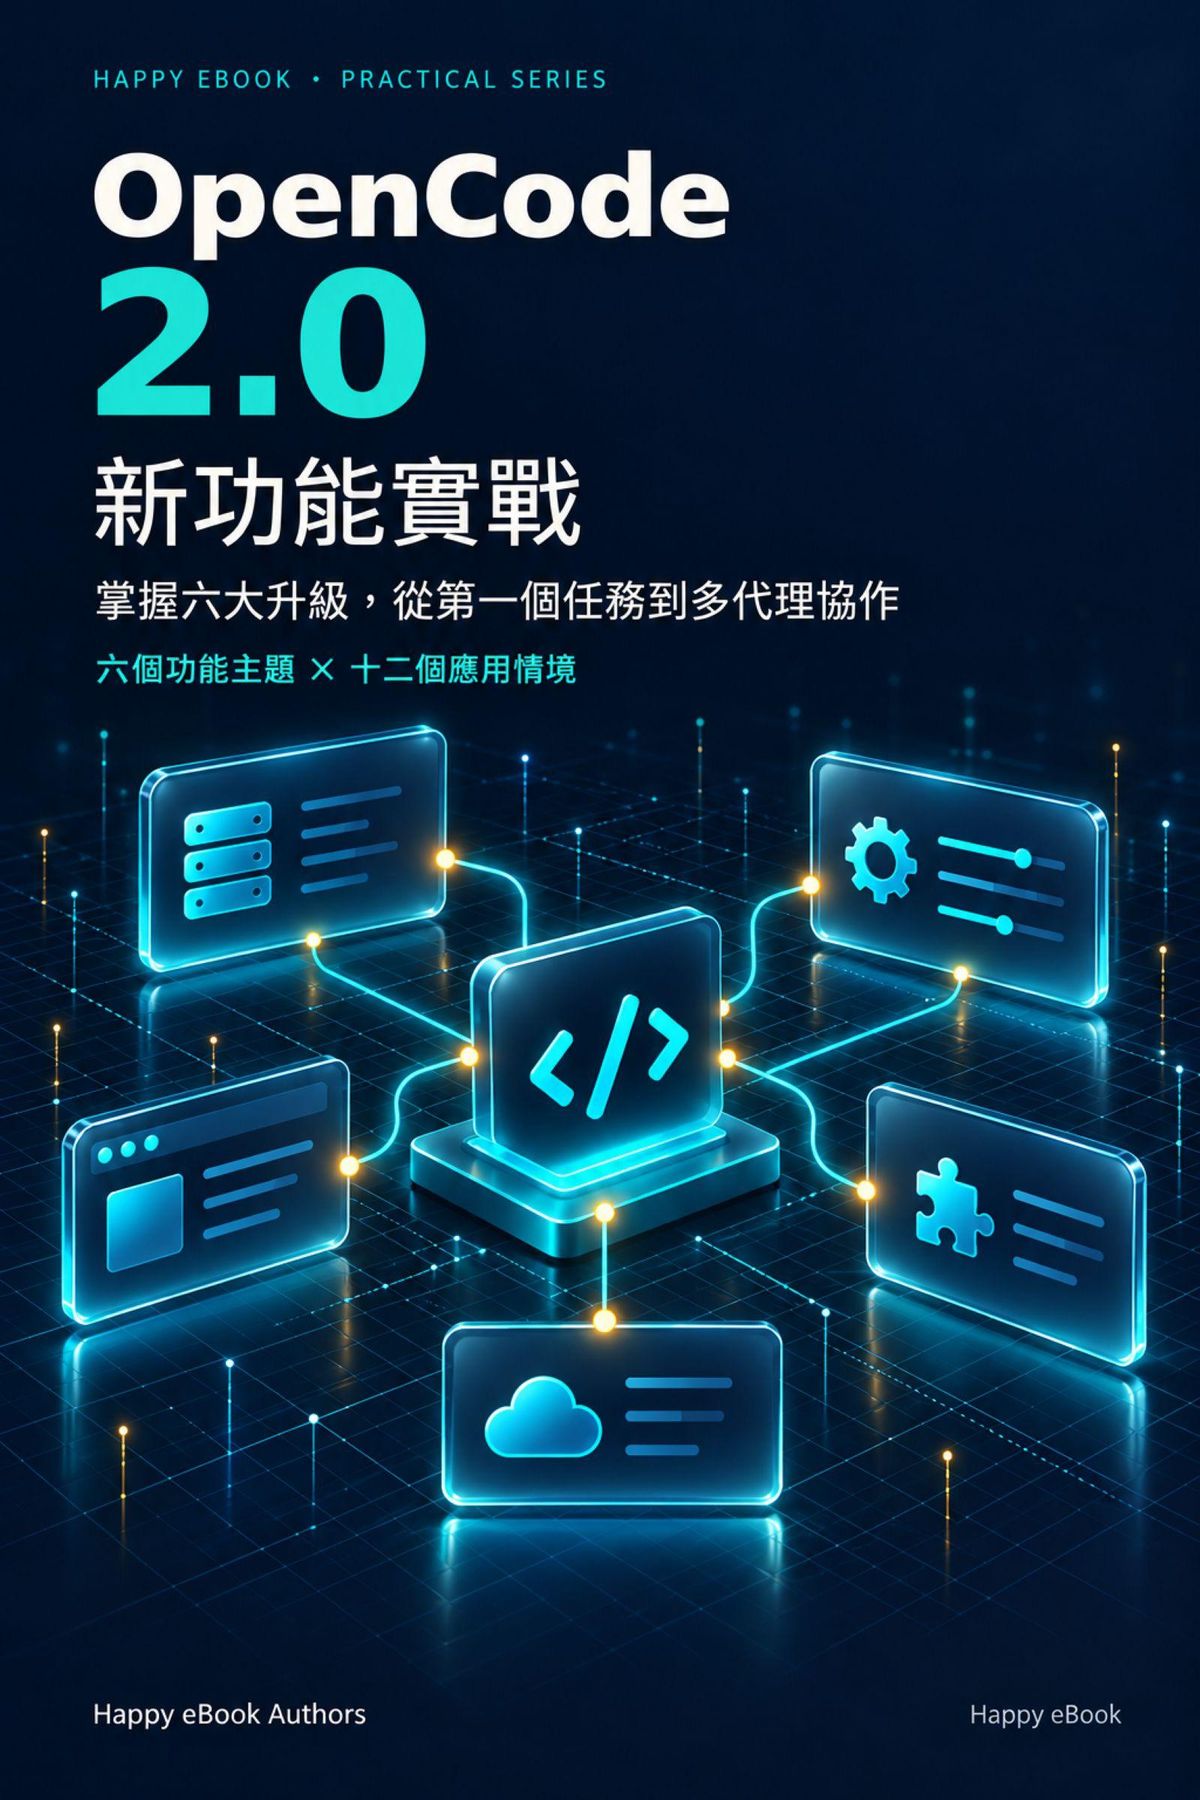 HAPPY EBOOK • PRACTICAL SERIES
OpenCode
2.0
新功能實戰
掌握六大升級，從第一個任務到多代理協作
六個功能主題 × 十二個應用情境
</>
Happy eBook Authors
Happy eBook